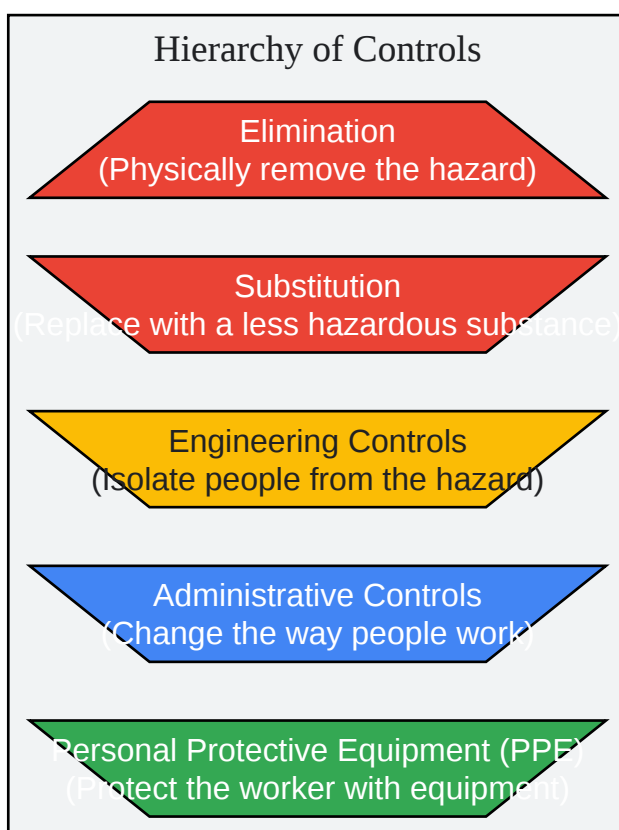 Hierarchy of Controls
Elimination
(Physically remove the hazard)
Substitution
(Replace with a less hazardous substance)
Engineering Controls
(Isolate people from the hazard)
Administrative Controls
(Change the way people work)
Personal Protective Equipment (PPE)
(Protect the worker with equipment)